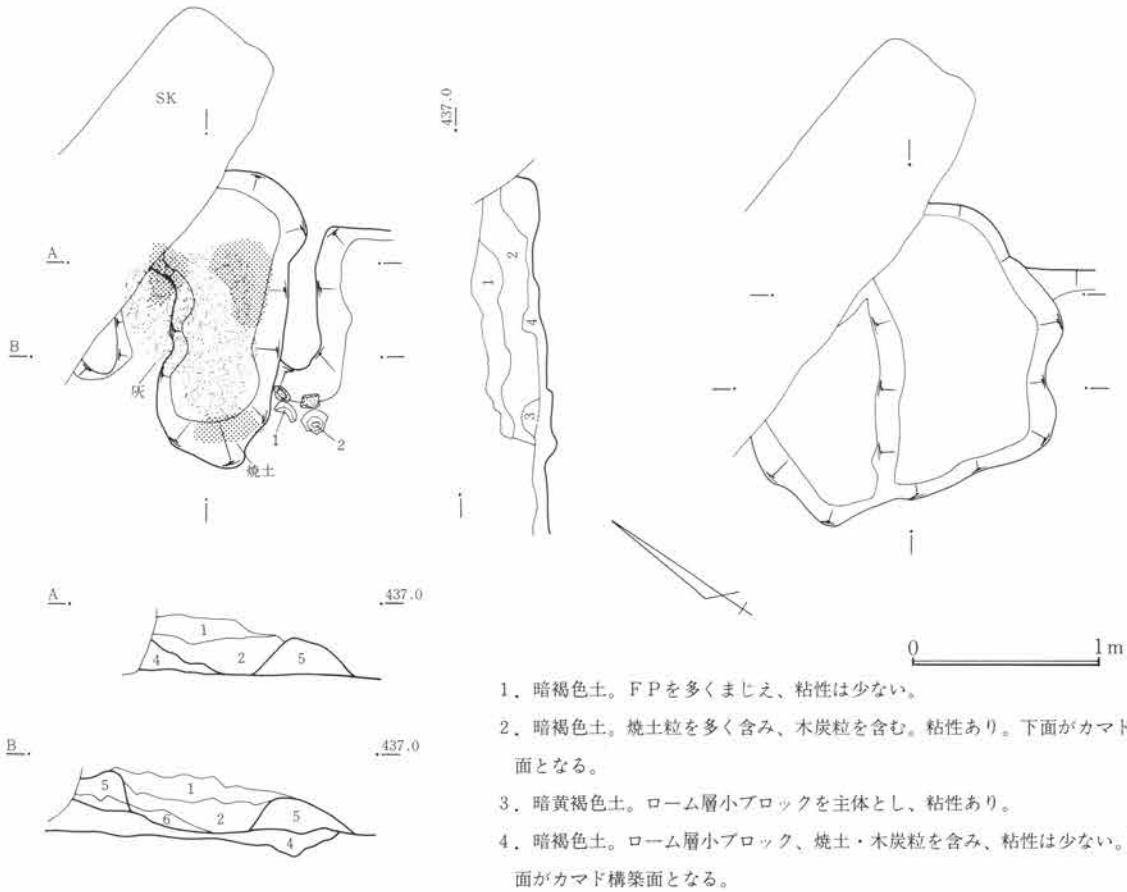 SK
437.0
A
B
灰
1
2
焼土
1
2
4
3
A
437.0
1
4
2
5
B
437.0
5
1
6
2
5
4
0
1m
1．暗褐色土。ＦＰを多くまじえ、粘性は少ない。
2．暗褐色土。焼土粒を多く含み、木炭粒を含む。粘性あり。下面がカマド
面となる。
3．暗黄褐色土。ローム層小ブロックを主体とし、粘性あり。
4．暗褐色土。ローム層小ブロック、焼土・木炭粒を含み、粘性は少ない。
面がカマド構築面となる。